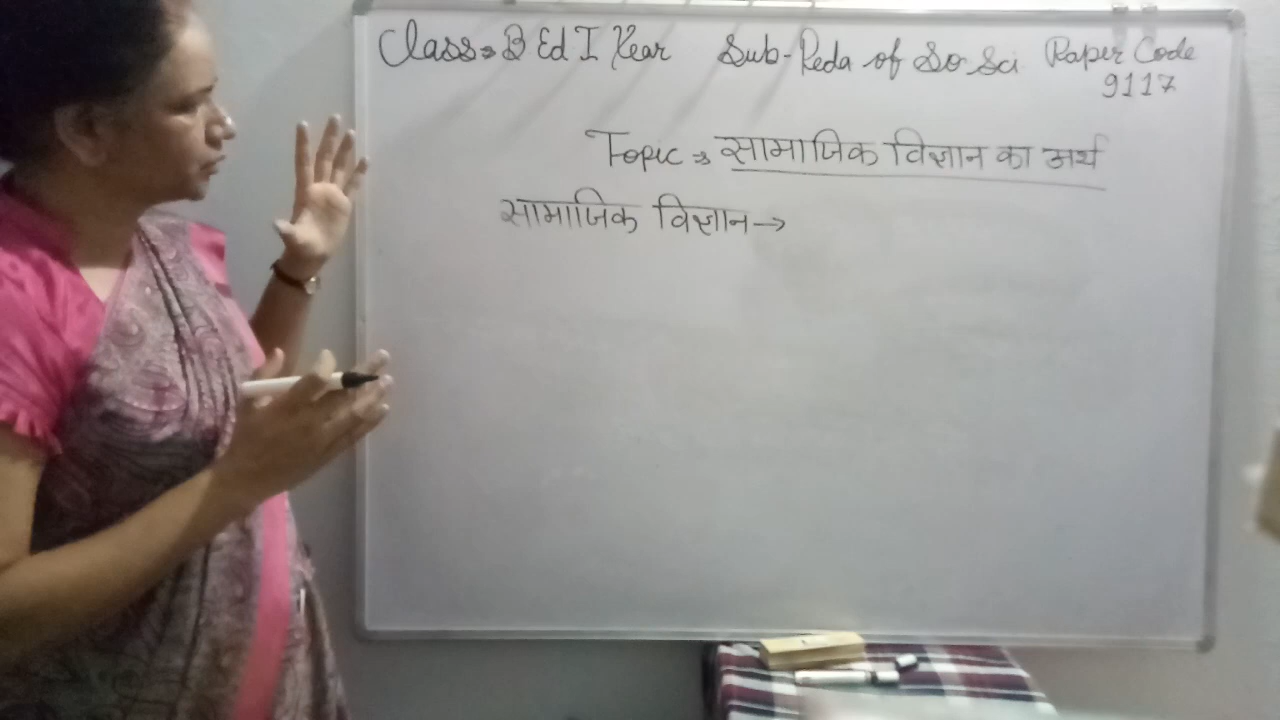 Class⇒ B Ed I Year Sub-Peda of So Sci Paper Code
9117
Topic ⇒ सामाजिक विज्ञान का अर्थ
सामाजिक विज्ञान→